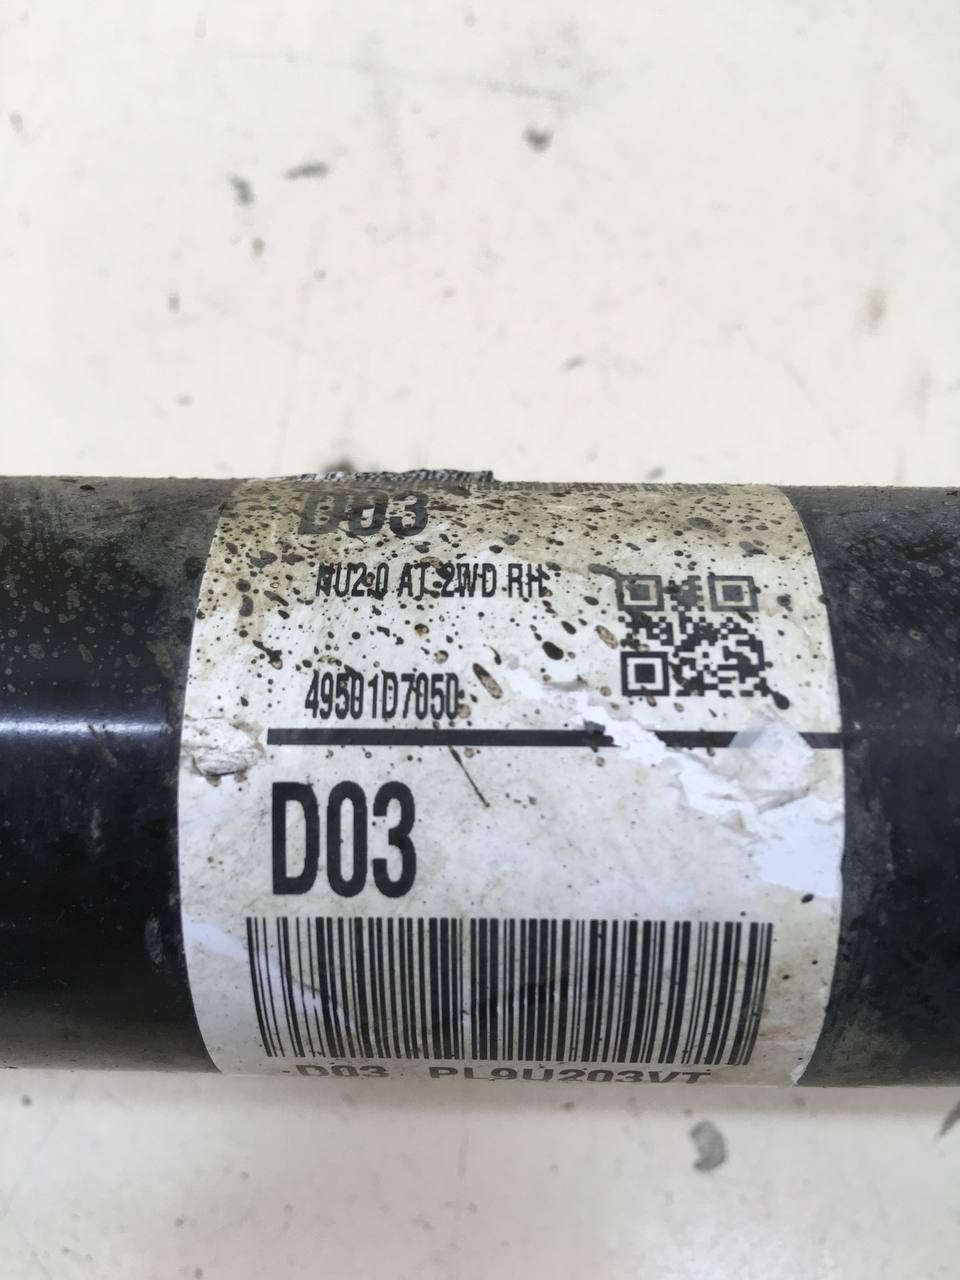 D03
NU2.0 AT 2WD RH
49501D7050
D03
D03 PL9U203VT